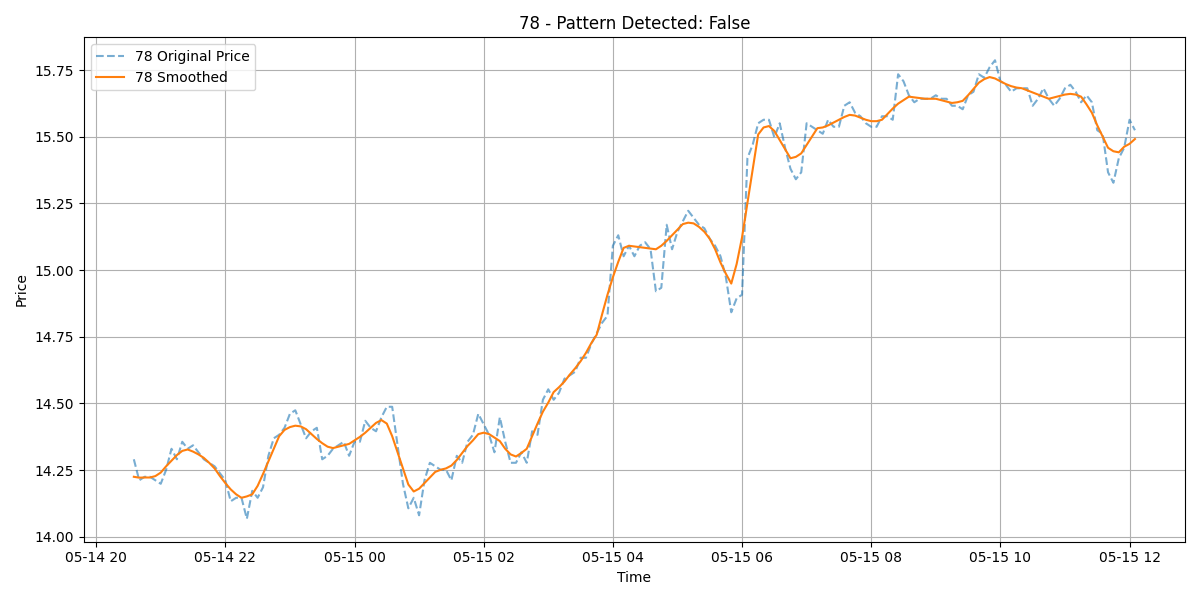 78 - Pattern Detected: False
78 Original Price
78 Smoothed
Price
15.75
15.50
15.25
15.00
14.75
14.50
14.25
14.00
05-14 20 05-14 22 05-15 00 05-15 02 05-15 04 05-15 06 05-15 08 05-15 10 05-15 12
Time